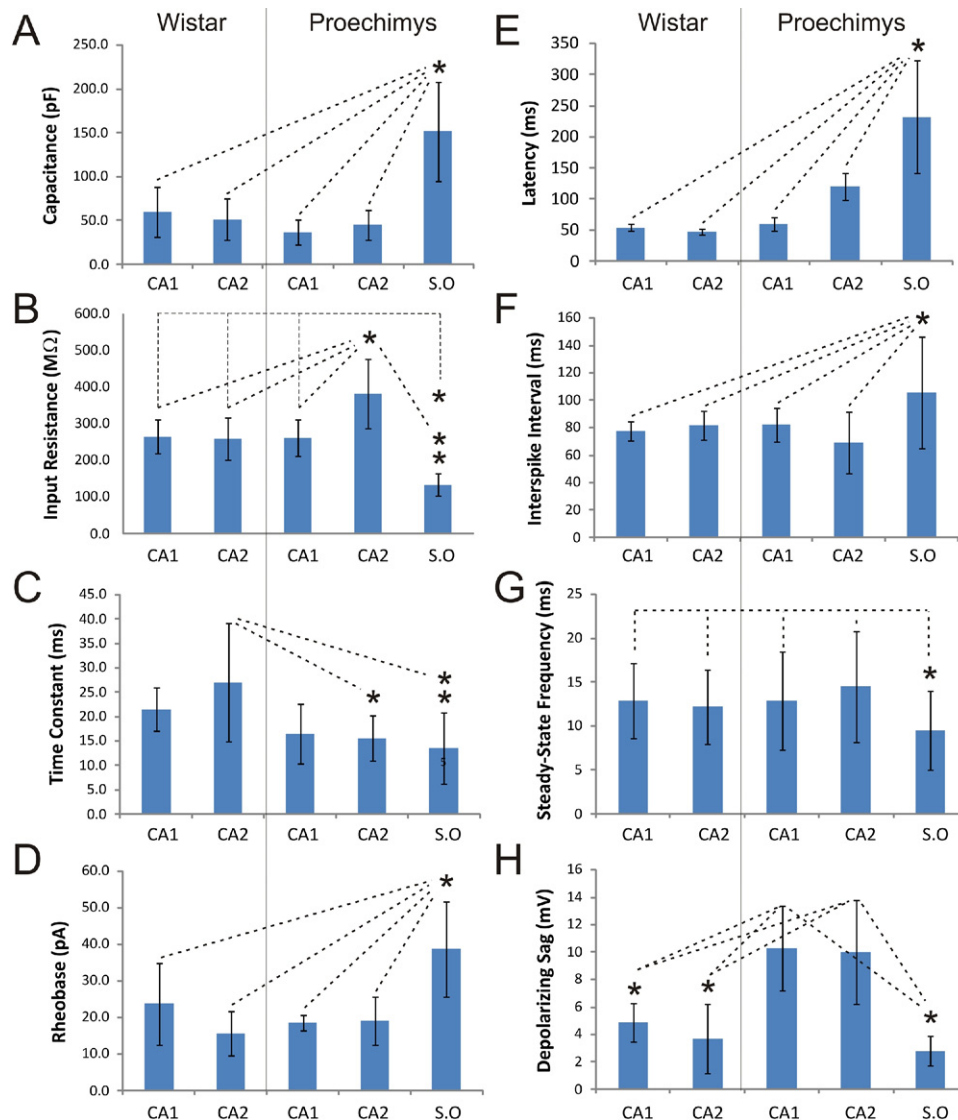 Wistar Proechimys
A
Capacitance (pF)
250.0
200.0
150.0
100.0
50.0
0.0
*
CA1 CA2 CA1 CA2 S.O
B
Input Resistance (MΩ)
600.0
500.0
400.0
300.0
200.0
100.0
0.0
*
*
*
*
CA1 CA2 CA1 CA2 S.O
C
Time Constant (ms)
45.0
40.0
35.0
30.0
25.0
20.0
15.0
10.0
5.0
0.0
*
*
*
s
CA1 CA2 CA1 CA2 S.O
D
Rheobase (pA)
60.0
50.0
40.0
30.0
20.0
10.0
0.0
*
CA1 CA2 CA1 CA2 S.O
Wistar Proechimys
E
Latency (ms)
350
300
250
200
150
100
50
0
*
CA1 CA2 CA1 CA2 S.O
F
Interspike Interval (ms)
160
140
120
100
80
60
40
20
0
*
CA1 CA2 CA1 CA2 S.O
G
Steady-State Frequency (ms)
25
20
15
10
5
0
*
CA1 CA2 CA1 CA2 S.O
H
Depolarizing Sag (mV)
16
14
12
10
8
6
4
2
0
*
*
*
CA1 CA2 CA1 CA2 S.O